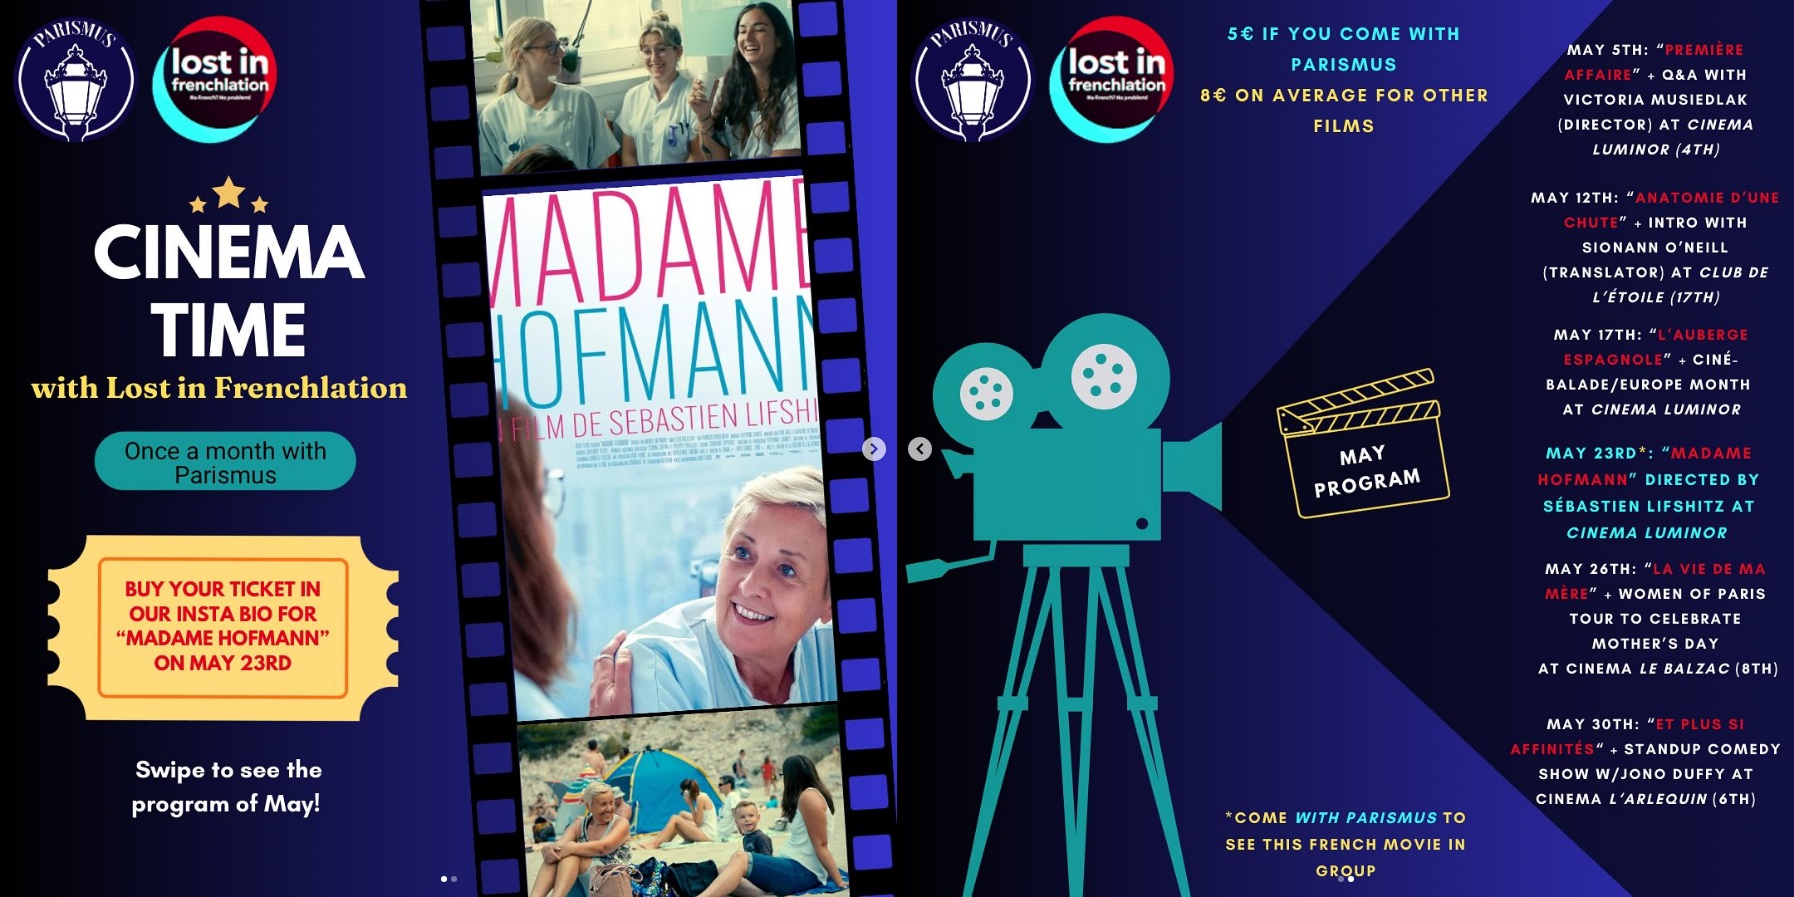 PARISMUS
lost in
frenchlation
No French? No problem!
CINEMA
TIME
with Lost in Frenchlation
Once a month with
Parismus
BUY YOUR TICKET IN
OUR INSTA BIO FOR
“MADAME HOFMANN”
ON MAY 23RD
Swipe to see the
program of May!
MADAME
HOFMANN
FILM DE SEBASTIEN LIFSHI
PARISMUS
lost in
frenchlation
No French? No problem!
5€ IF YOU COME WITH
PARISMUS
8€ ON AVERAGE FOR OTHER
FILMS
MAY
PROGRAM
*COME WITH PARISMUS TO
SEE THIS FRENCH MOVIE IN
GROUP
MAY 5TH: “PREMIÈRE
AFFAIRE” + Q&A WITH
VICTORIA MUSIEDLAK
(DIRECTOR) AT CINEMA
LUMINOR (4TH)
MAY 12TH: “ANATOMIE D’UNE
CHUTE” + INTRO WITH
SIONANN O’NEILL
(TRANSLATOR) AT CLUB DE
L’ÉTOILE (17TH)
MAY 17TH: “L’AUBERGE
ESPAGNOLE” + CINÉ-
BALADE/EUROPE MONTH
AT CINEMA LUMINOR
MAY 23RD*: “MADAME
HOFMANN” DIRECTED BY
SÉBASTIEN LIFSHITZ AT
CINEMA LUMINOR
MAY 26TH: “LA VIE DE MA
MÈRE” + WOMEN OF PARIS
TOUR TO CELEBRATE
MOTHER’S DAY
AT CINEMA LE BALZAC (8TH)
MAY 30TH: “ET PLUS SI
AFFINITÉS“ + STANDUP COMEDY
SHOW W/JONO DUFFY AT
CINEMA L’ARLEQUIN (6TH)